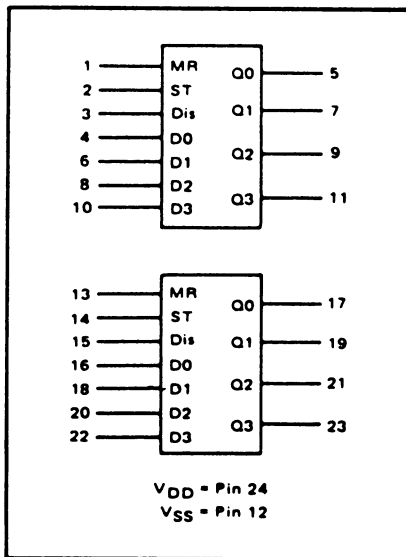 1 MR Q0 5
2 ST
3 Dis Q1 7
4 D0
6 D1 Q2 9
8 D2
10 D3 Q3 11
13 MR Q0 17
14 ST
15 Dis Q1 19
16 D0
18 D1 Q2 21
20 D2
22 D3 Q3 23
VDD = Pin 24
VSS = Pin 12